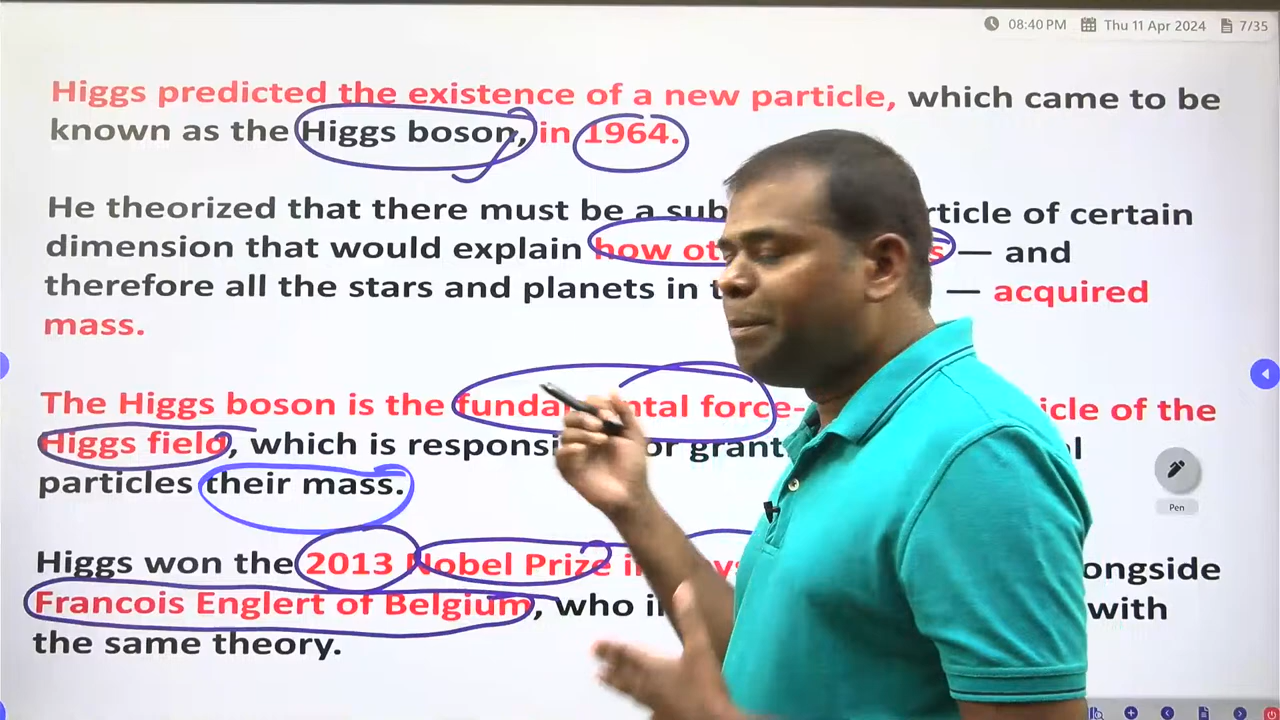 08:40 PM Thu 11 Apr 2024 7/35
Higgs predicted the existence of a new particle, which came to be
known as the Higgs boson, in 1964.
He theorized that there must be a sub rticle of certain
dimension that would explain how ot s — and
therefore all the stars and planets in t — acquired
mass.
The Higgs boson is the fundamental force- icle of the
Higgs field, which is responsi or grant l
particles their mass.
Higgs won the 2013 Nobel Prize i ys ongside
Francois Englert of Belgium, who i with
the same theory.
Pen